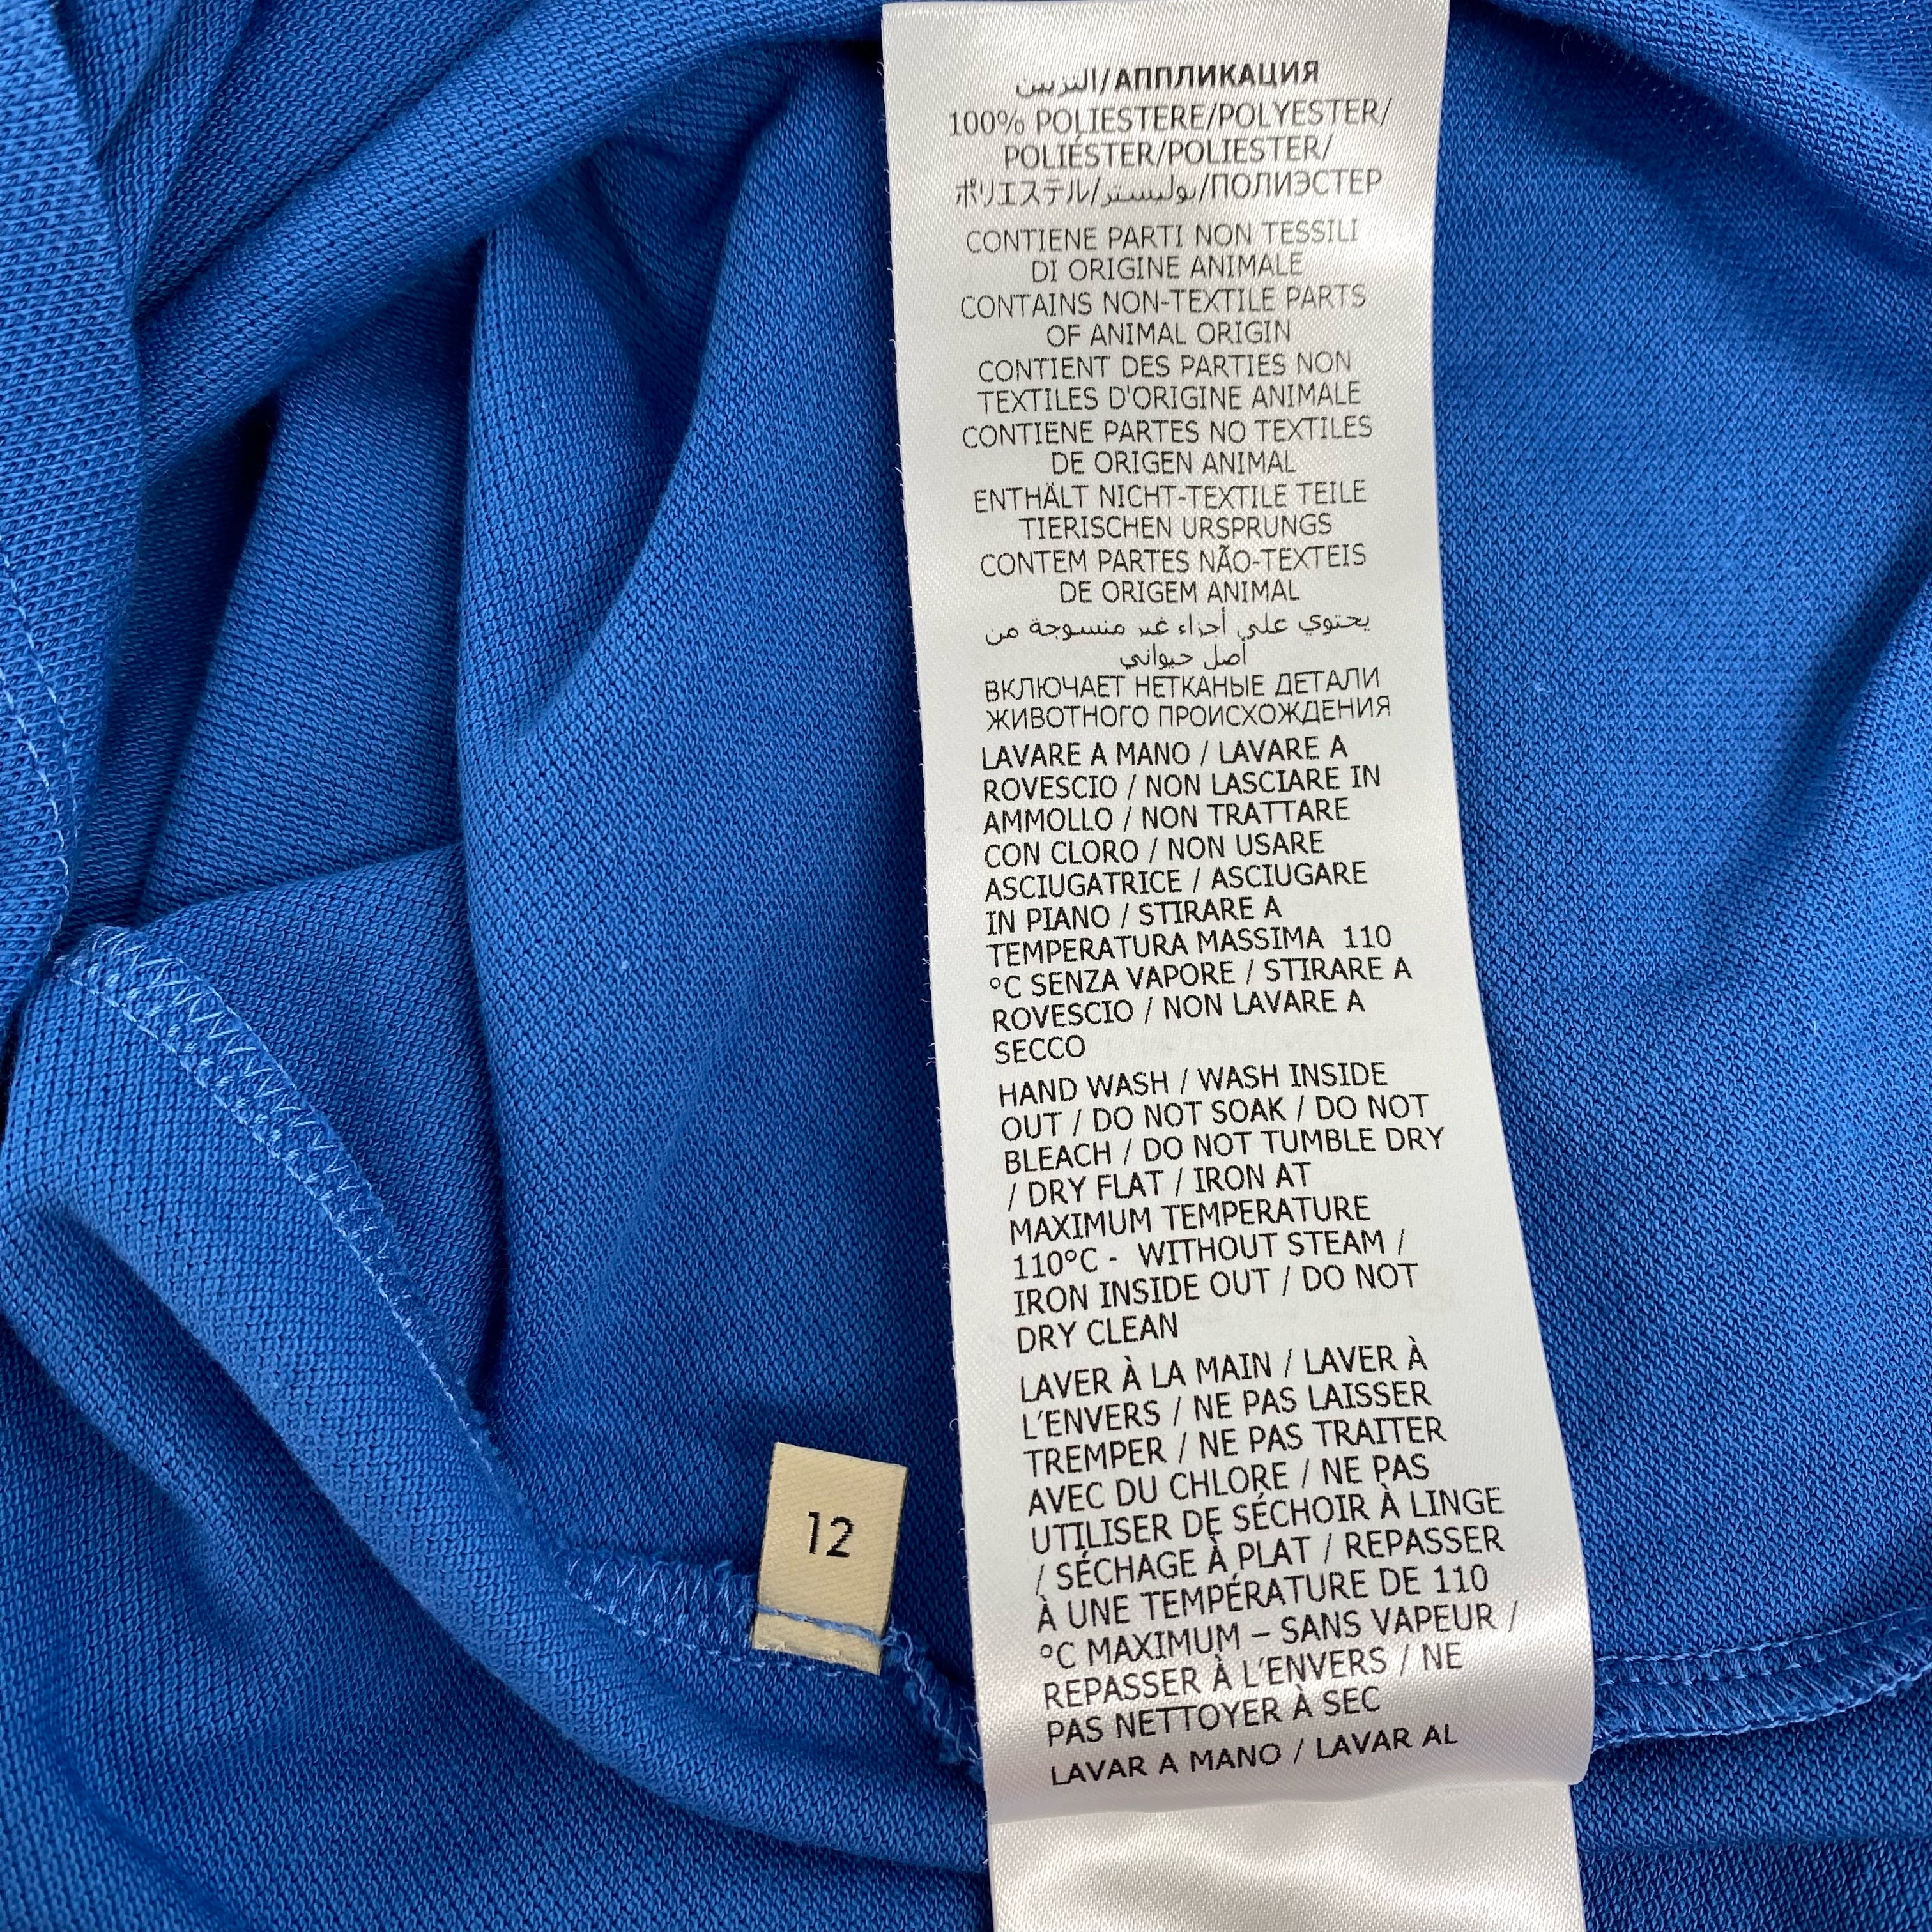 التزيين/АППЛИКАЦИЯ
100% POLIESTERE/POLYESTER/
POLIÉSTER/POLIESTER/
ポリエステル/بوليستر/ПОЛИЭСТЕР
CONTIENE PARTI NON TESSILI
DI ORIGINE ANIMALE
CONTAINS NON-TEXTILE PARTS
OF ANIMAL ORIGIN
CONTIENT DES PARTIES NON
TEXTILES D'ORIGINE ANIMALE
CONTIENE PARTES NO TEXTILES
DE ORIGEN ANIMAL
ENTHÄLT NICHT-TEXTILE TEILE
TIERISCHEN URSPRUNGS
CONTEM PARTES NÃO-TEXTEIS
DE ORIGEM ANIMAL
يحتوي على أجزاء غير منسوجة من
أصل حيواني
ВКЛЮЧАЕТ НЕТКАНЫЕ ДЕТАЛИ
ЖИВОТНОГО ПРОИСХОЖДЕНИЯ
LAVARE A MANO / LAVARE A
ROVESCIO / NON LASCIARE IN
AMMOLLO / NON TRATTARE
CON CLORO / NON USARE
ASCIUGATRICE / ASCIUGARE
IN PIANO / STIRARE A
TEMPERATURA MASSIMA 110
°C SENZA VAPORE / STIRARE A
ROVESCIO / NON LAVARE A
SECCO
HAND WASH / WASH INSIDE
OUT / DO NOT SOAK / DO NOT
BLEACH / DO NOT TUMBLE DRY
/ DRY FLAT / IRON AT
MAXIMUM TEMPERATURE
110°C - WITHOUT STEAM /
IRON INSIDE OUT / DO NOT
DRY CLEAN
LAVER À LA MAIN / LAVER À
L'ENVERS / NE PAS LAISSER
TREMPER / NE PAS TRAITER
AVEC DU CHLORE / NE PAS
UTILISER DE SÉCHOIR À LINGE
/ SÉCHAGE À PLAT / REPASSER
À UNE TEMPÉRATURE DE 110
°C MAXIMUM – SANS VAPEUR /
REPASSER À L'ENVERS / NE
PAS NETTOYER À SEC
LAVAR A MANO / LAVAR AL
12